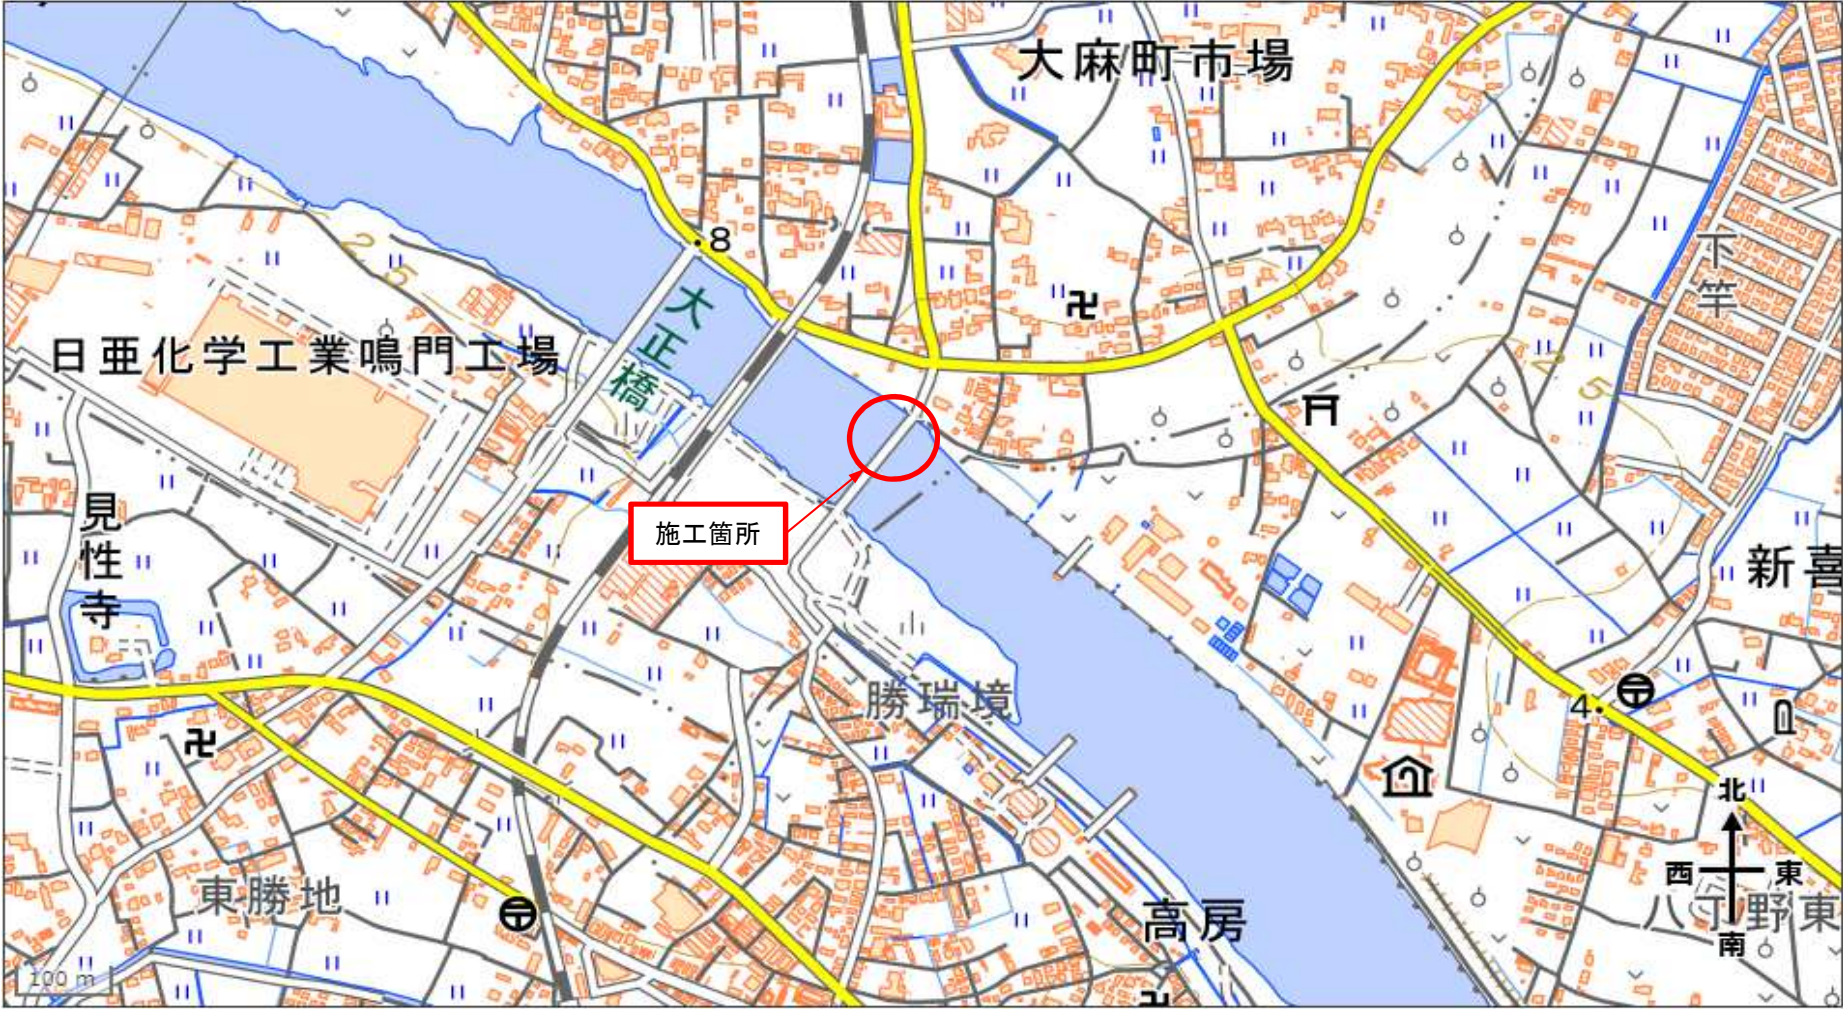 大麻町市場
8
大正橋
25
下竿
日亜化学工業鳴門工場
25
見性寺
施工箇所
新喜
勝瑞境
4
北
西 東
南
東勝地
高房
八丁野東
100 m